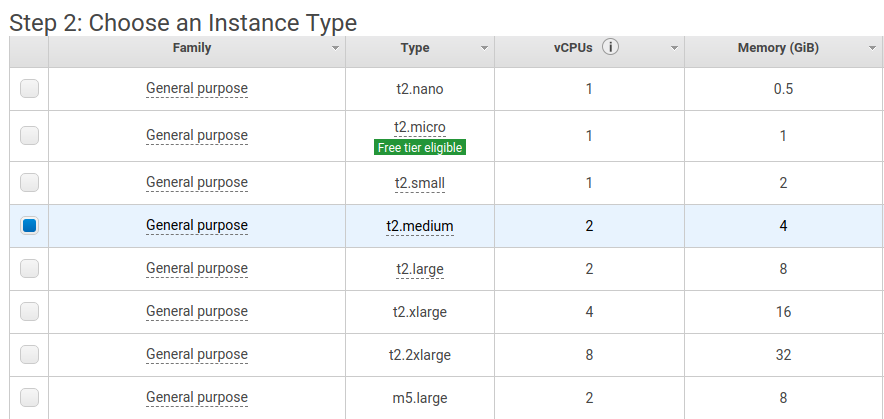 Step 2: Choose an Instance Type
Family Type vCPUs i Memory (GiB)
General purpose t2.nano 1 0.5
General purpose t2.micro 1 1
Free tier eligible
General purpose t2.small 1 2
General purpose t2.medium 2 4
General purpose t2.large 2 8
General purpose t2.xlarge 4 16
General purpose t2.2xlarge 8 32
General purpose m5.large 2 8